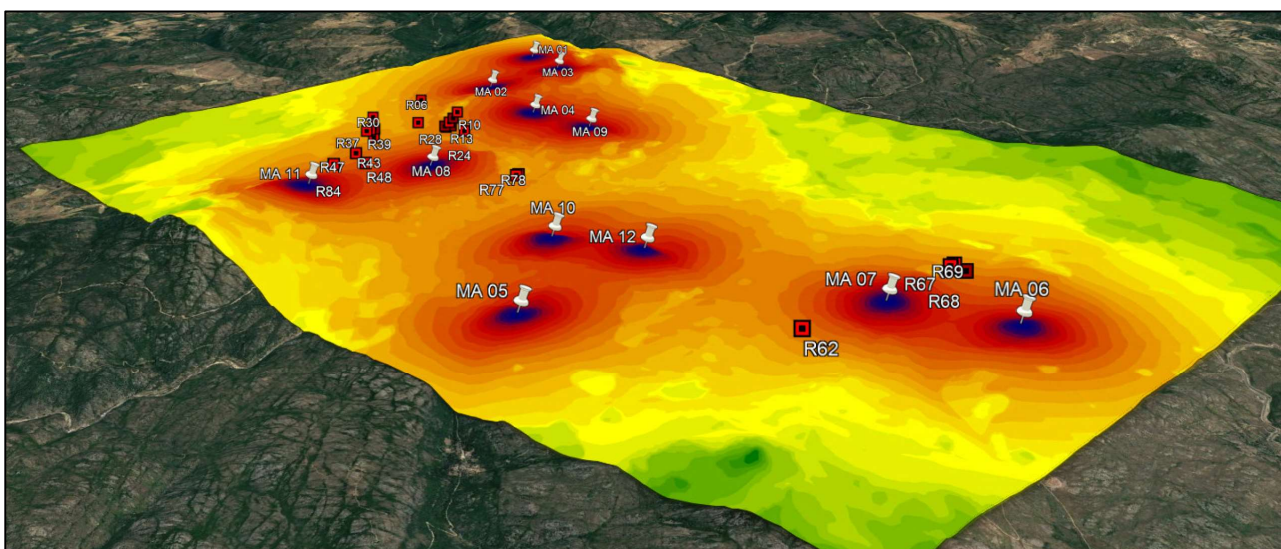 MA 01
MA 03
MA 02
R06
MA 04
R30
R10
MA 09
R28
R13
R37
R39
R24
R43
R47
MA 11
R48
MA 08
R84
R78
R77
MA 10
MA 12
R69
MA 07
R67
MA 05
R68
MA 06
R62